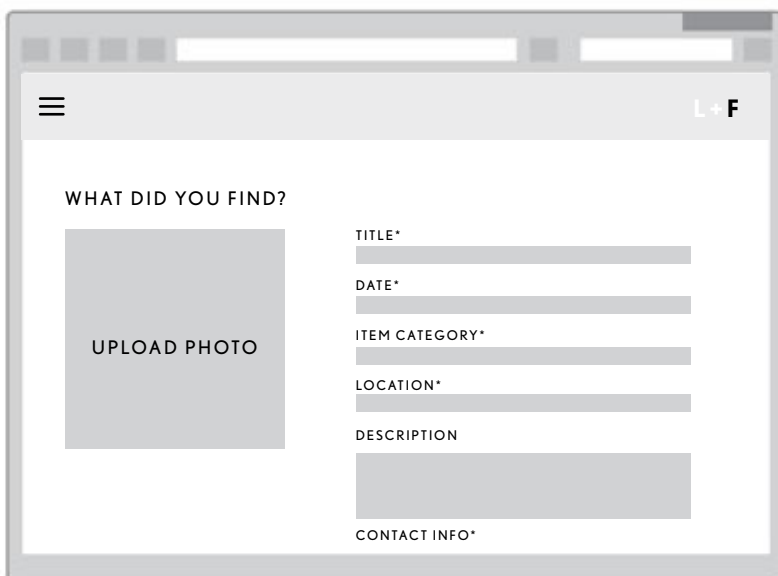 L+F
WHAT DID YOU FIND?
UPLOAD PHOTO
TITLE*
DATE*
ITEM CATEGORY*
LOCATION*
DESCRIPTION
CONTACT INFO*